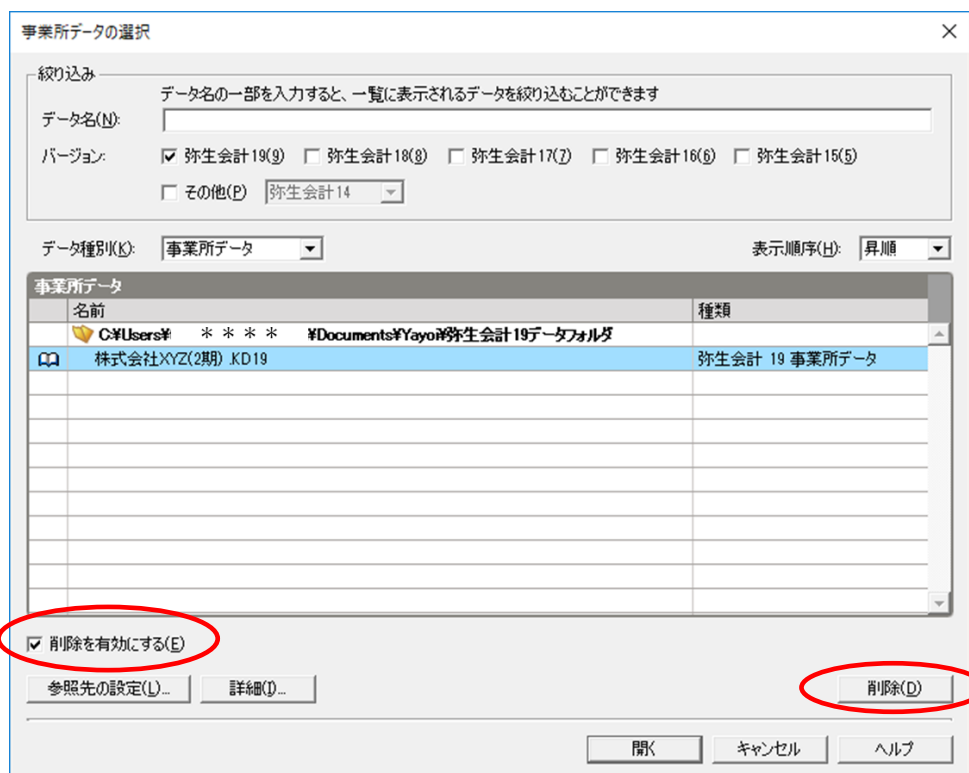 事業所データの選択
絞り込み
データ名の一部を入力すると、一覧に表示されるデータを絞り込むことができます
データ名(N):
バージョン: 弥生会計19(9) 弥生会計18(8) 弥生会計17(7) 弥生会計16(6) 弥生会計15(5)
その他(P) 弥生会計14
データ種別(K): 事業所データ 表示順序(H): 昇順
事業所データ
名前 種類
C:¥Users¥ ＊＊＊＊ ¥Documents¥Yayoi¥弥生会計19データフォルダ
株式会社XYZ(2期) .KD19 弥生会計 19 事業所データ
削除を有効にする(E)
参照先の設定(L)... 詳細(I)... 削除(D)
開く キャンセル ヘルプ